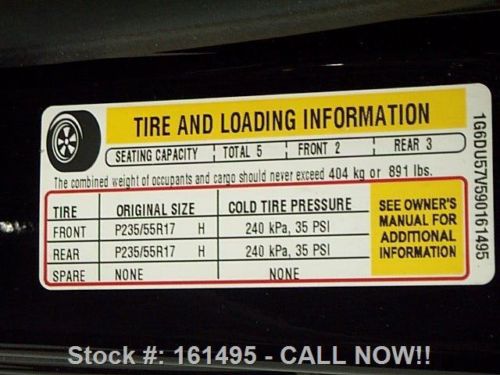 TIRE AND LOADING INFORMATION
SEATING CAPACITY TOTAL 5 FRONT 2 REAR 3
The combined weight of occupants and cargo should never exceed 404 kg or 891 lbs.
TIRE ORIGINAL SIZE COLD TIRE PRESSURE
FRONT P235/55R17 H 240 kPa, 35 PSI
REAR P235/55R17 H 240 kPa, 35 PSI
SPARE NONE NONE
SEE OWNER'S
MANUAL FOR
ADDITIONAL
INFORMATION
1G6DU57V590161495
Stock #: 161495 - CALL NOW!!